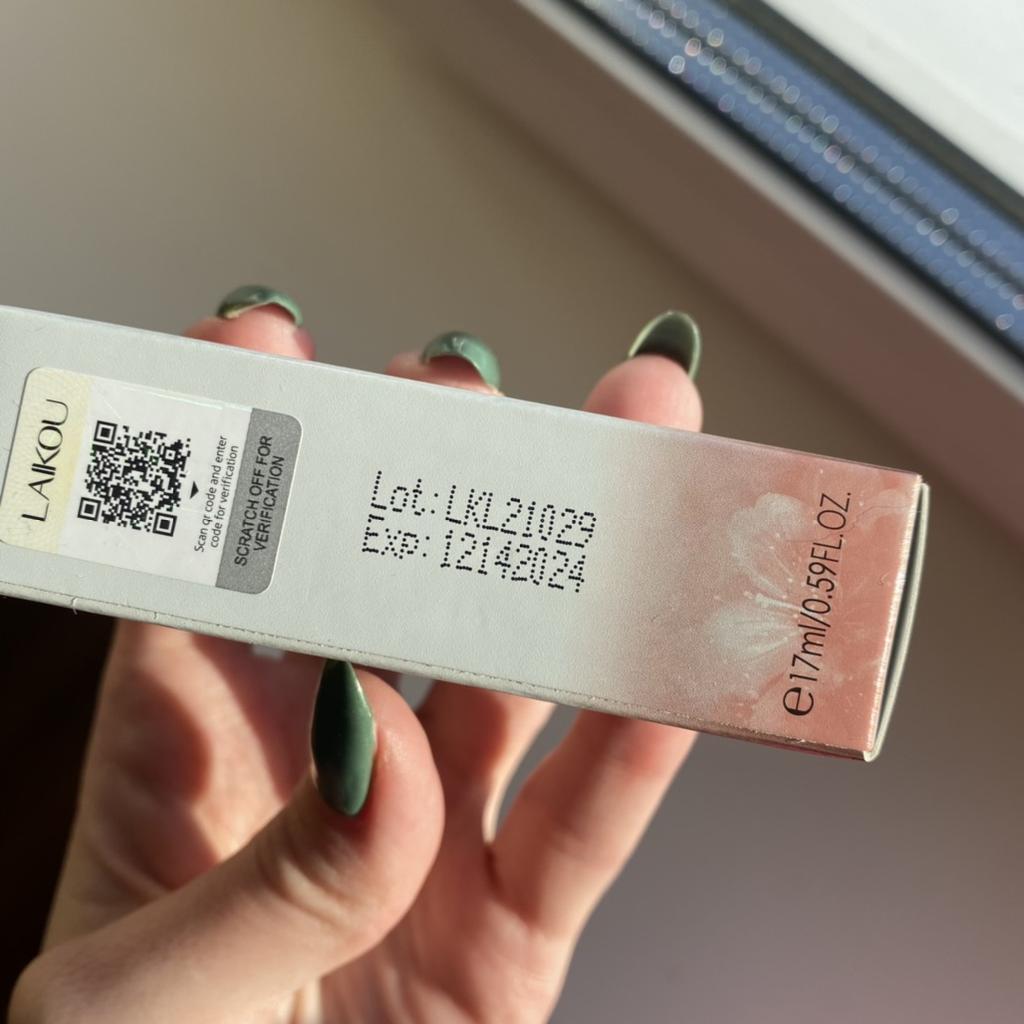 LAIKOU
Scan qr code and enter
code for verification
SCRATCH OFF FOR
VERIFICATION
Lot: LKL21029
Exp: 12142024
e17ml/0.59FL.OZ.